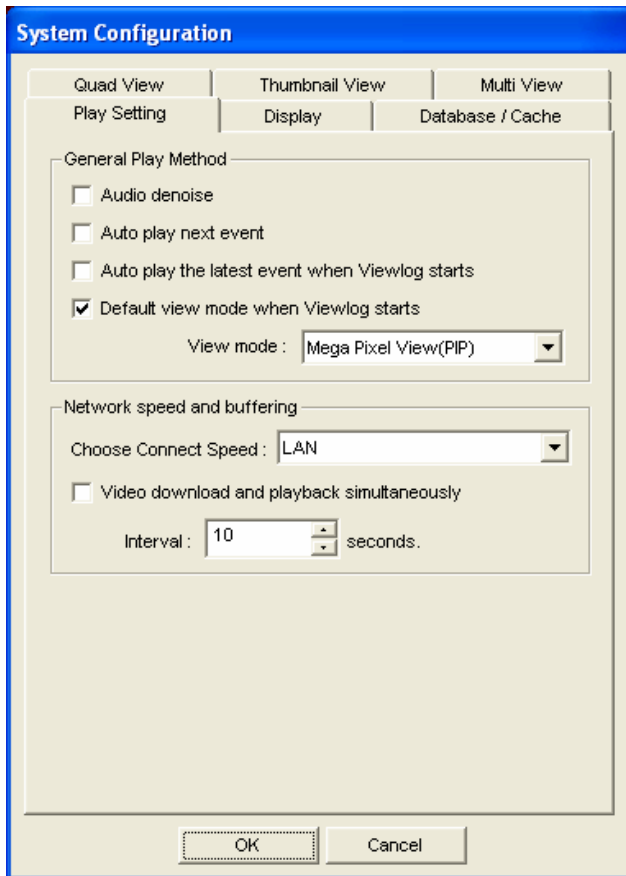 System Configuration
Quad View Thumbnail View Multi View
Play Setting Display Database / Cache
General Play Method
Audio denoise
Auto play next event
Auto play the latest event when Viewlog starts
Default view mode when Viewlog starts
View mode : Mega Pixel View(PIP)
Network speed and buffering
Choose Connect Speed : LAN
Video download and playback simultaneously
Interval : 10 seconds.
OK Cancel